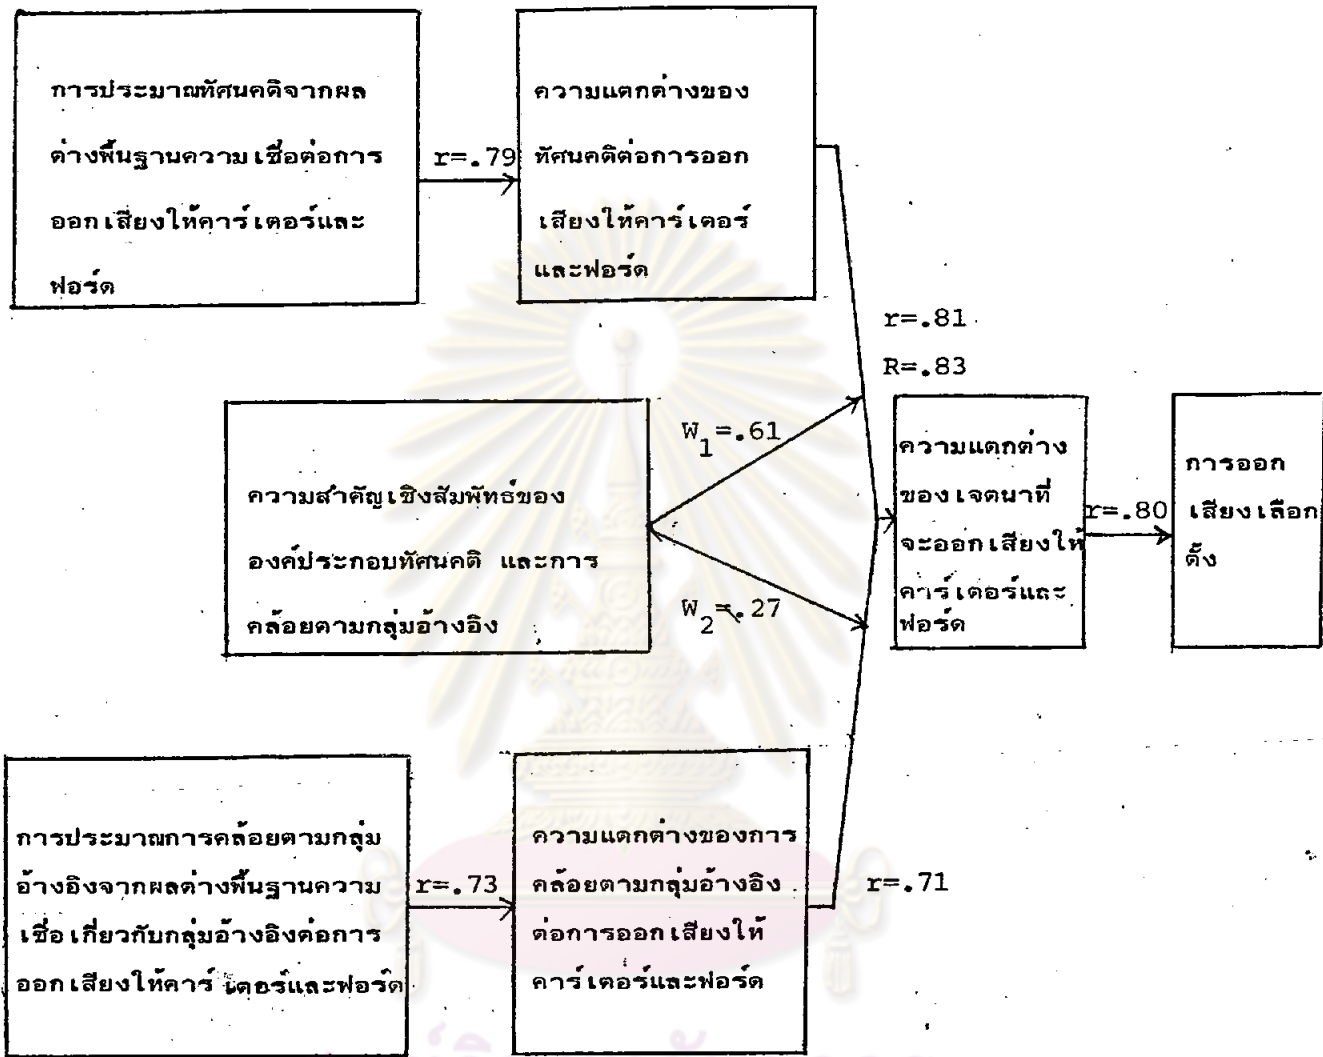 การประมาณทัศนคติจากผล
ต่างพื้นฐานความเชื่อต่อการ
ออกเสียงให้คาร์เตอร์และ
ฟอร์ด
r=.79
ความแตกต่างของ
ทัศนคติต่อการออก
เสียงให้คาร์เตอร์
และฟอร์ด
r=.81
R=.83
ความสำคัญเชิงสัมพัทธ์ของ
องค์ประกอบทัศนคติ และการ
คล้อยตามกลุ่มอ้างอิง
W1=.61
W2=.27
ความแตกต่าง
ของเจตนาที่
จะออกเสียงให้
คาร์เตอร์และ
ฟอร์ด
r=.80
การออก
เสียงเลือก
ตั้ง
การประมาณการคล้อยตามกลุ่ม
อ้างอิงจากผลต่างพื้นฐานความ
เชื่อเกี่ยวกับกลุ่มอ้างอิงต่อการ
ออกเสียงให้คาร์เตอร์และฟอร์ด
r=.73
ความแตกต่างของการ
คล้อยตามกลุ่มอ้างอิง
ต่อการออกเสียงให้
คาร์เตอร์และฟอร์ด
r=.71